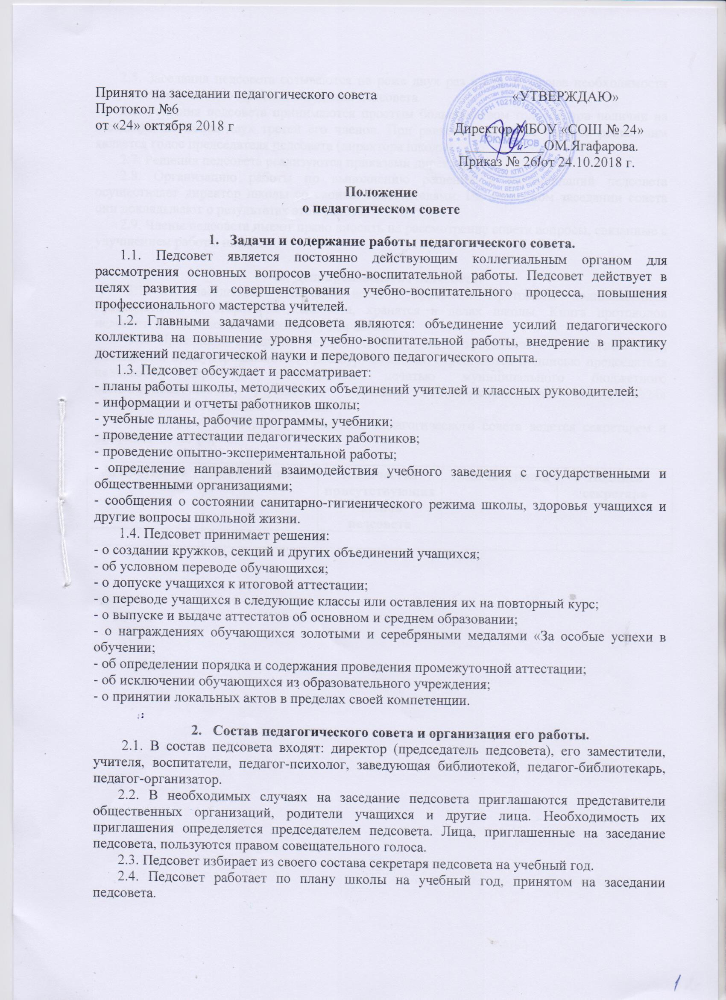 Принято на заседании педагогического совета
Протокол №6
от «24» октября 2018 г
«УТВЕРЖДАЮ»
Директор МБОУ «СОШ № 24»
ОМ.Ягафарова.
Приказ № 261от 24.10.2018 г.
ДОКУМЕНТОВ
Положение
о педагогическом совете
1. Задачи и содержание работы педагогического совета.
1.1. Педсовет является постоянно действующим коллегиальным органом для
рассмотрения основных вопросов учебно-воспитательной работы. Педсовет действует в
целях развития и совершенствования учебно-воспитательного процесса, повышения
профессионального мастерства учителей.
1.2. Главными задачами педсовета являются: объединение усилий педагогического
коллектива на повышение уровня учебно-воспитательной работы, внедрение в практику
достижений педагогической науки и передового педагогического опыта.
1.3. Педсовет обсуждает и рассматривает:
- планы работы школы, методических объединений учителей и классных руководителей;
- информации и отчеты работников школы;
- учебные планы, рабочие программы, учебники;
- проведение аттестации педагогических работников;
- проведение опытно-экспериментальной работы;
- определение направлений взаимодействия учебного заведения с государственными и
общественными организациями;
- сообщения о состоянии санитарно-гигиенического режима школы, здоровья учащихся и
другие вопросы школьной жизни.
1.4. Педсовет принимает решения:
- о создании кружков, секций и других объединений учащихся;
- об условном переводе обучающихся;
- о допуске учащихся к итоговой аттестации;
- о переводе учащихся в следующие классы или оставления их на повторный курс;
- о выпуске и выдаче аттестатов об основном и среднем образовании;
- о награждениях обучающихся золотыми и серебряными медалями «За особые успехи в
обучении;
- об определении порядка и содержания проведения промежуточной аттестации;
- об исключении обучающихся из образовательного учреждения;
- о принятии локальных актов в пределах своей компетенции.
2. Состав педагогического совета и организация его работы.
2.1. В состав педсовета входят: директор (председатель педсовета), его заместители,
учителя, воспитатели, педагог-психолог, заведующая библиотекой, педагог-библиотекарь,
педагог-организатор.
2.2. В необходимых случаях на заседание педсовета приглашаются представители
общественных организаций, родители учащихся и другие лица. Необходимость их
приглашения определяется председателем педсовета. Лица, приглашенные на заседание
педсовета, пользуются правом совещательного голоса.
2.3. Педсовет избирает из своего состава секретаря педсовета на учебный год.
2.4. Педсовет работает по плану школы на учебный год, принятом на заседании
педсовета.
1